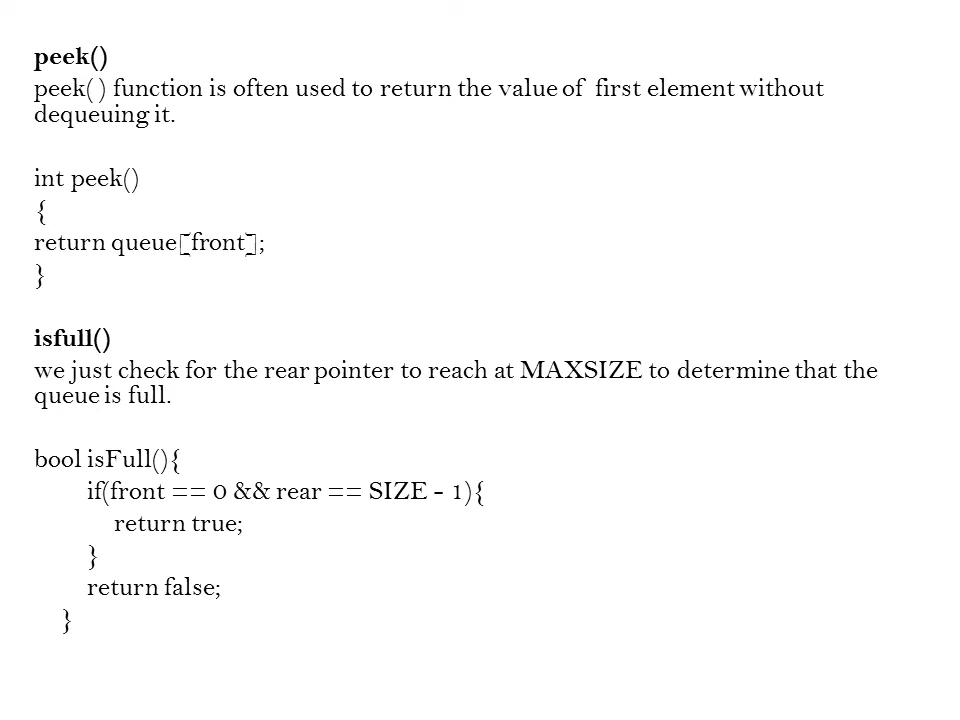 peek()
peek( ) function is often used to return the value of first element without
dequeuing it.
int peek()
{
return queue[front];
}
isfull()
we just check for the rear pointer to reach at MAXSIZE to determine that the
queue is full.
bool isFull(){
if(front == 0 && rear == SIZE - 1){
return true;
}
return false;
}